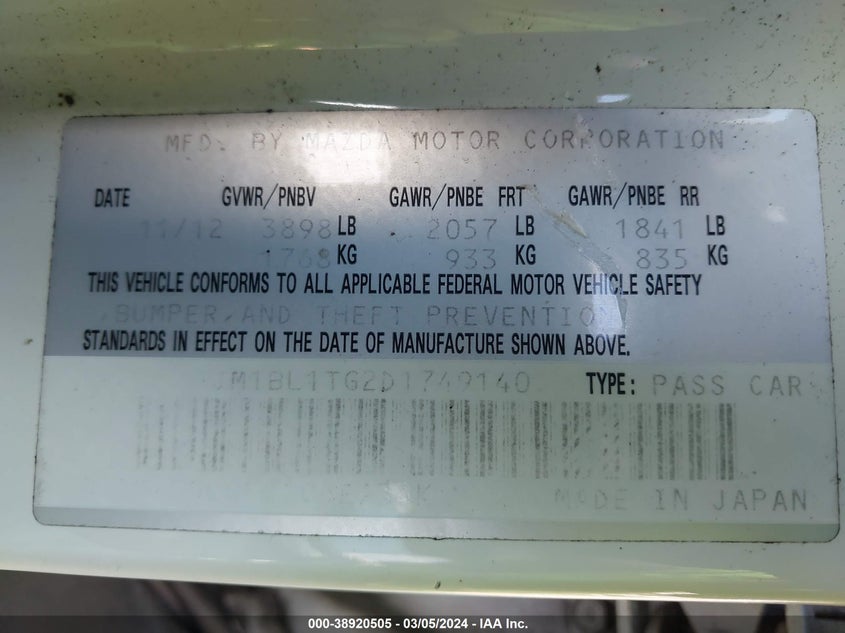 MFD. BY MAZDA MOTOR CORPORATION
DATE GVWR/PNBV GAWR/PNBE FRT GAWR/PNBE RR
11/12 3898 LB 2057 LB 1841 LB
1768 KG 933 KG 835 KG
THIS VEHICLE CONFORMS TO ALL APPLICABLE FEDERAL MOTOR VEHICLE SAFETY
,BUMPER,AND THEFT PREVENTION
STANDARDS IN EFFECT ON THE DATE OF MANUFACTURE SHOWN ABOVE.
JM1BL1TG2D1749140 TYPE: PASS CAR
MADE IN JAPAN
000-38920505 - 03/05/2024 - IAA Inc.